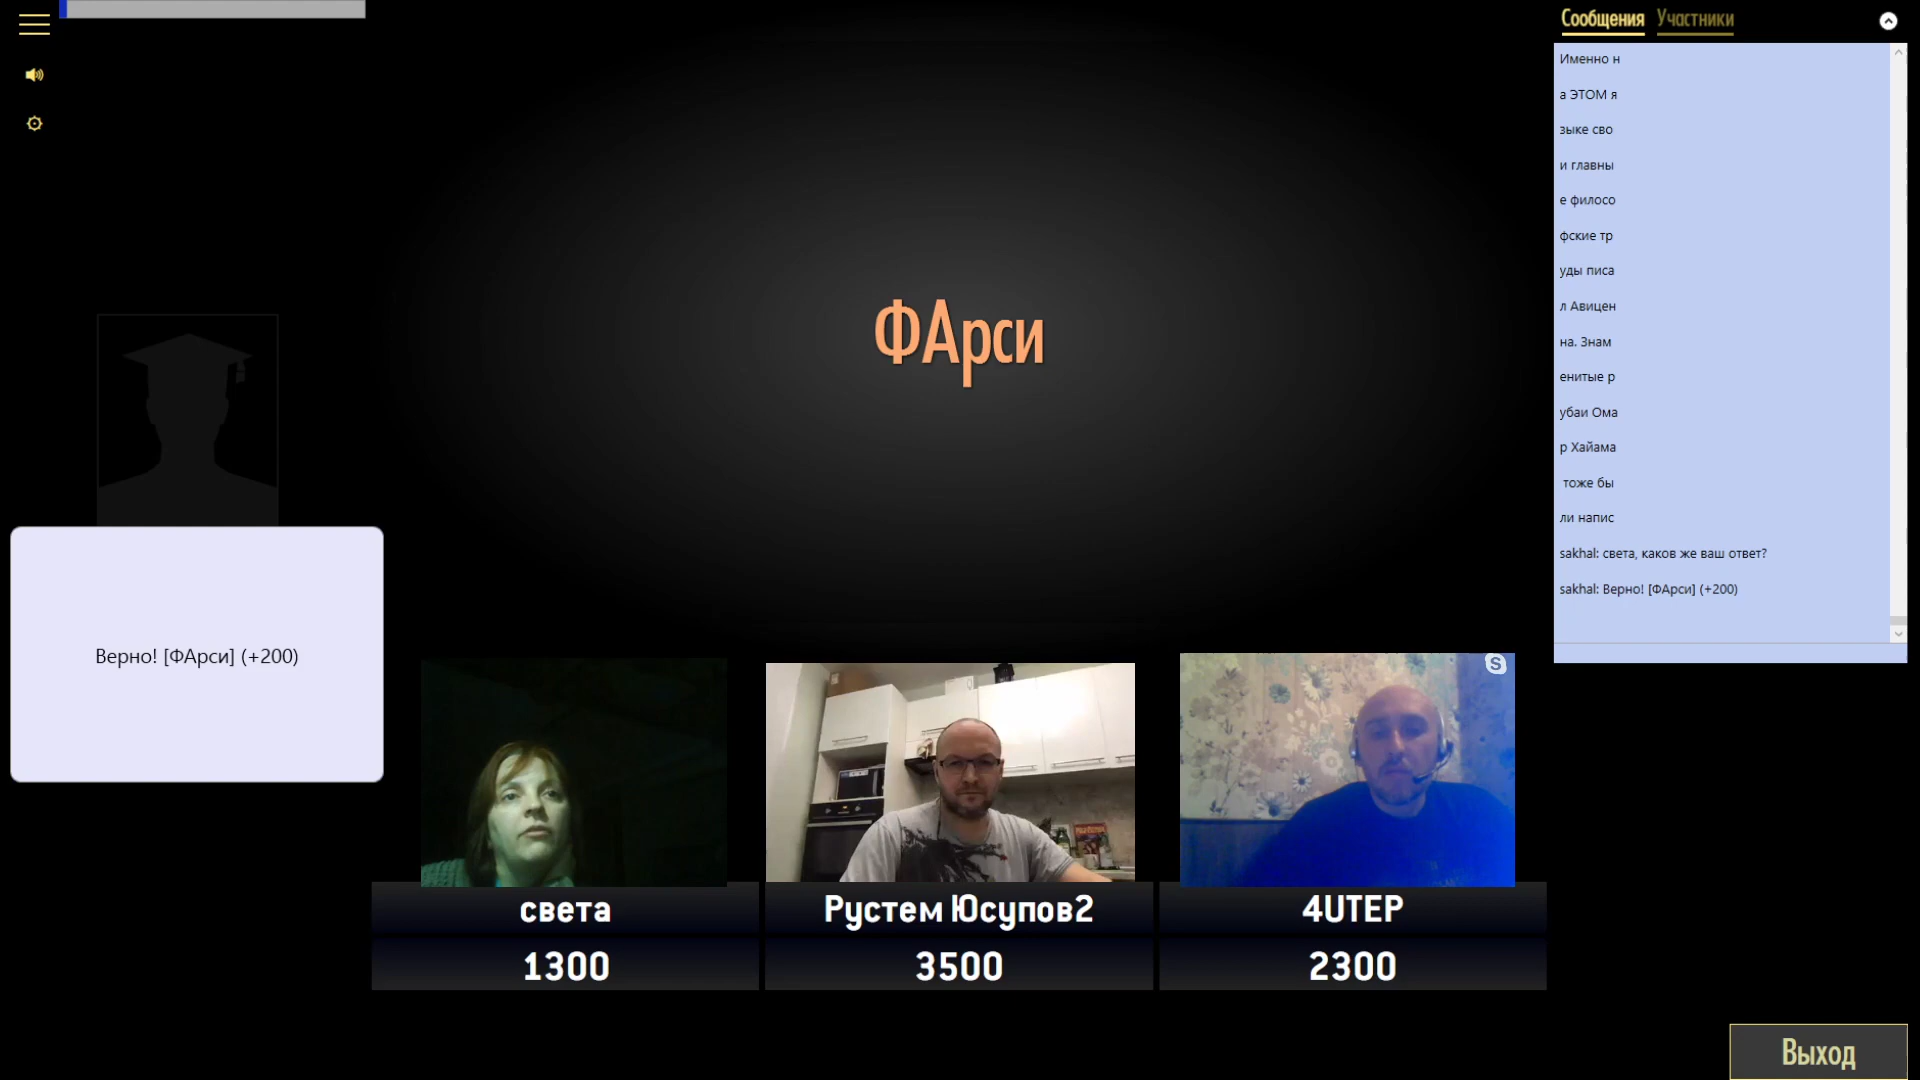 Сообщения Участники
Именно н
а ЭТОМ я
зыке сво
и главны
е филосо
фские тр
уды писа
л Авицен
на. Знам
енитые р
убаи Ома
р Хайама
тоже бы
ли напис
sakhal: света, каков же ваш ответ?
sakhal: Верно! [ФАрси] (+200)
ФАрси
Верно! [ФАрси] (+200)
S
света
Рустем Юсупов2
4UTEP
1300
3500
2300
Выход